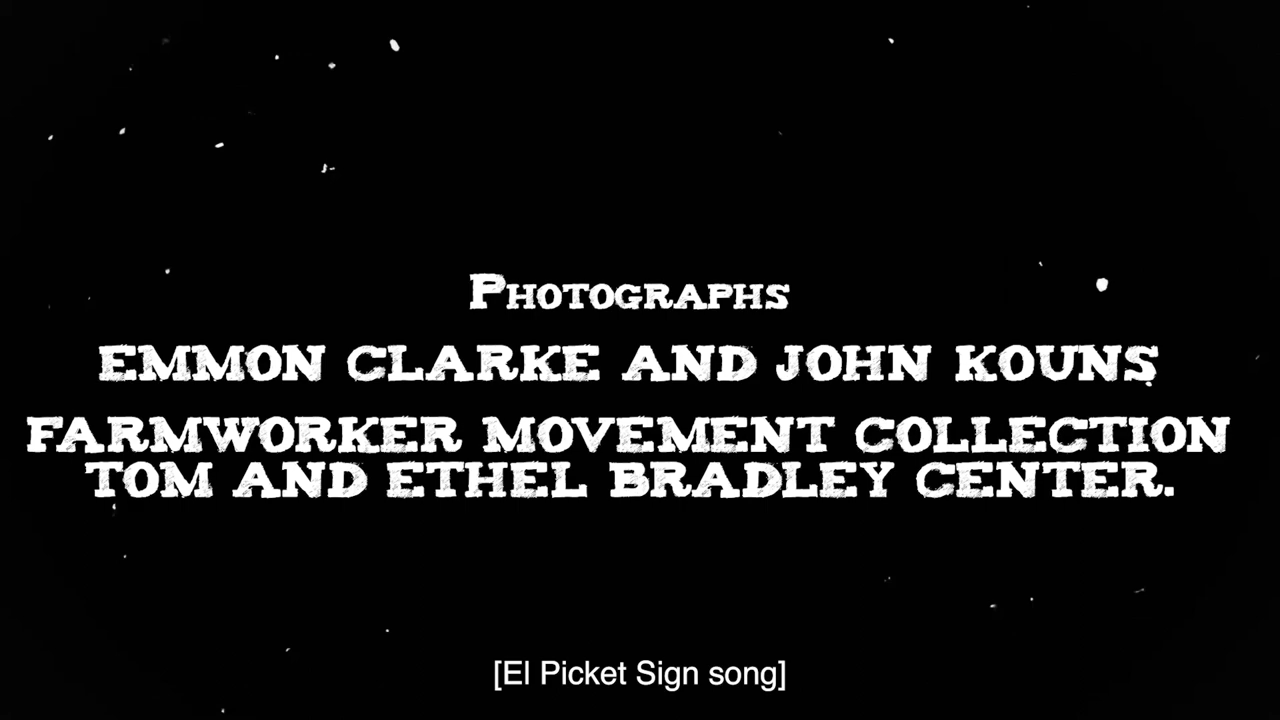 Photographs
EMMON CLARKE AND JOHN KOUNS
FARMWORKER MOVEMENT COLLECTION
TOM AND ETHEL BRADLEY CENTER.
[El Picket Sign song]